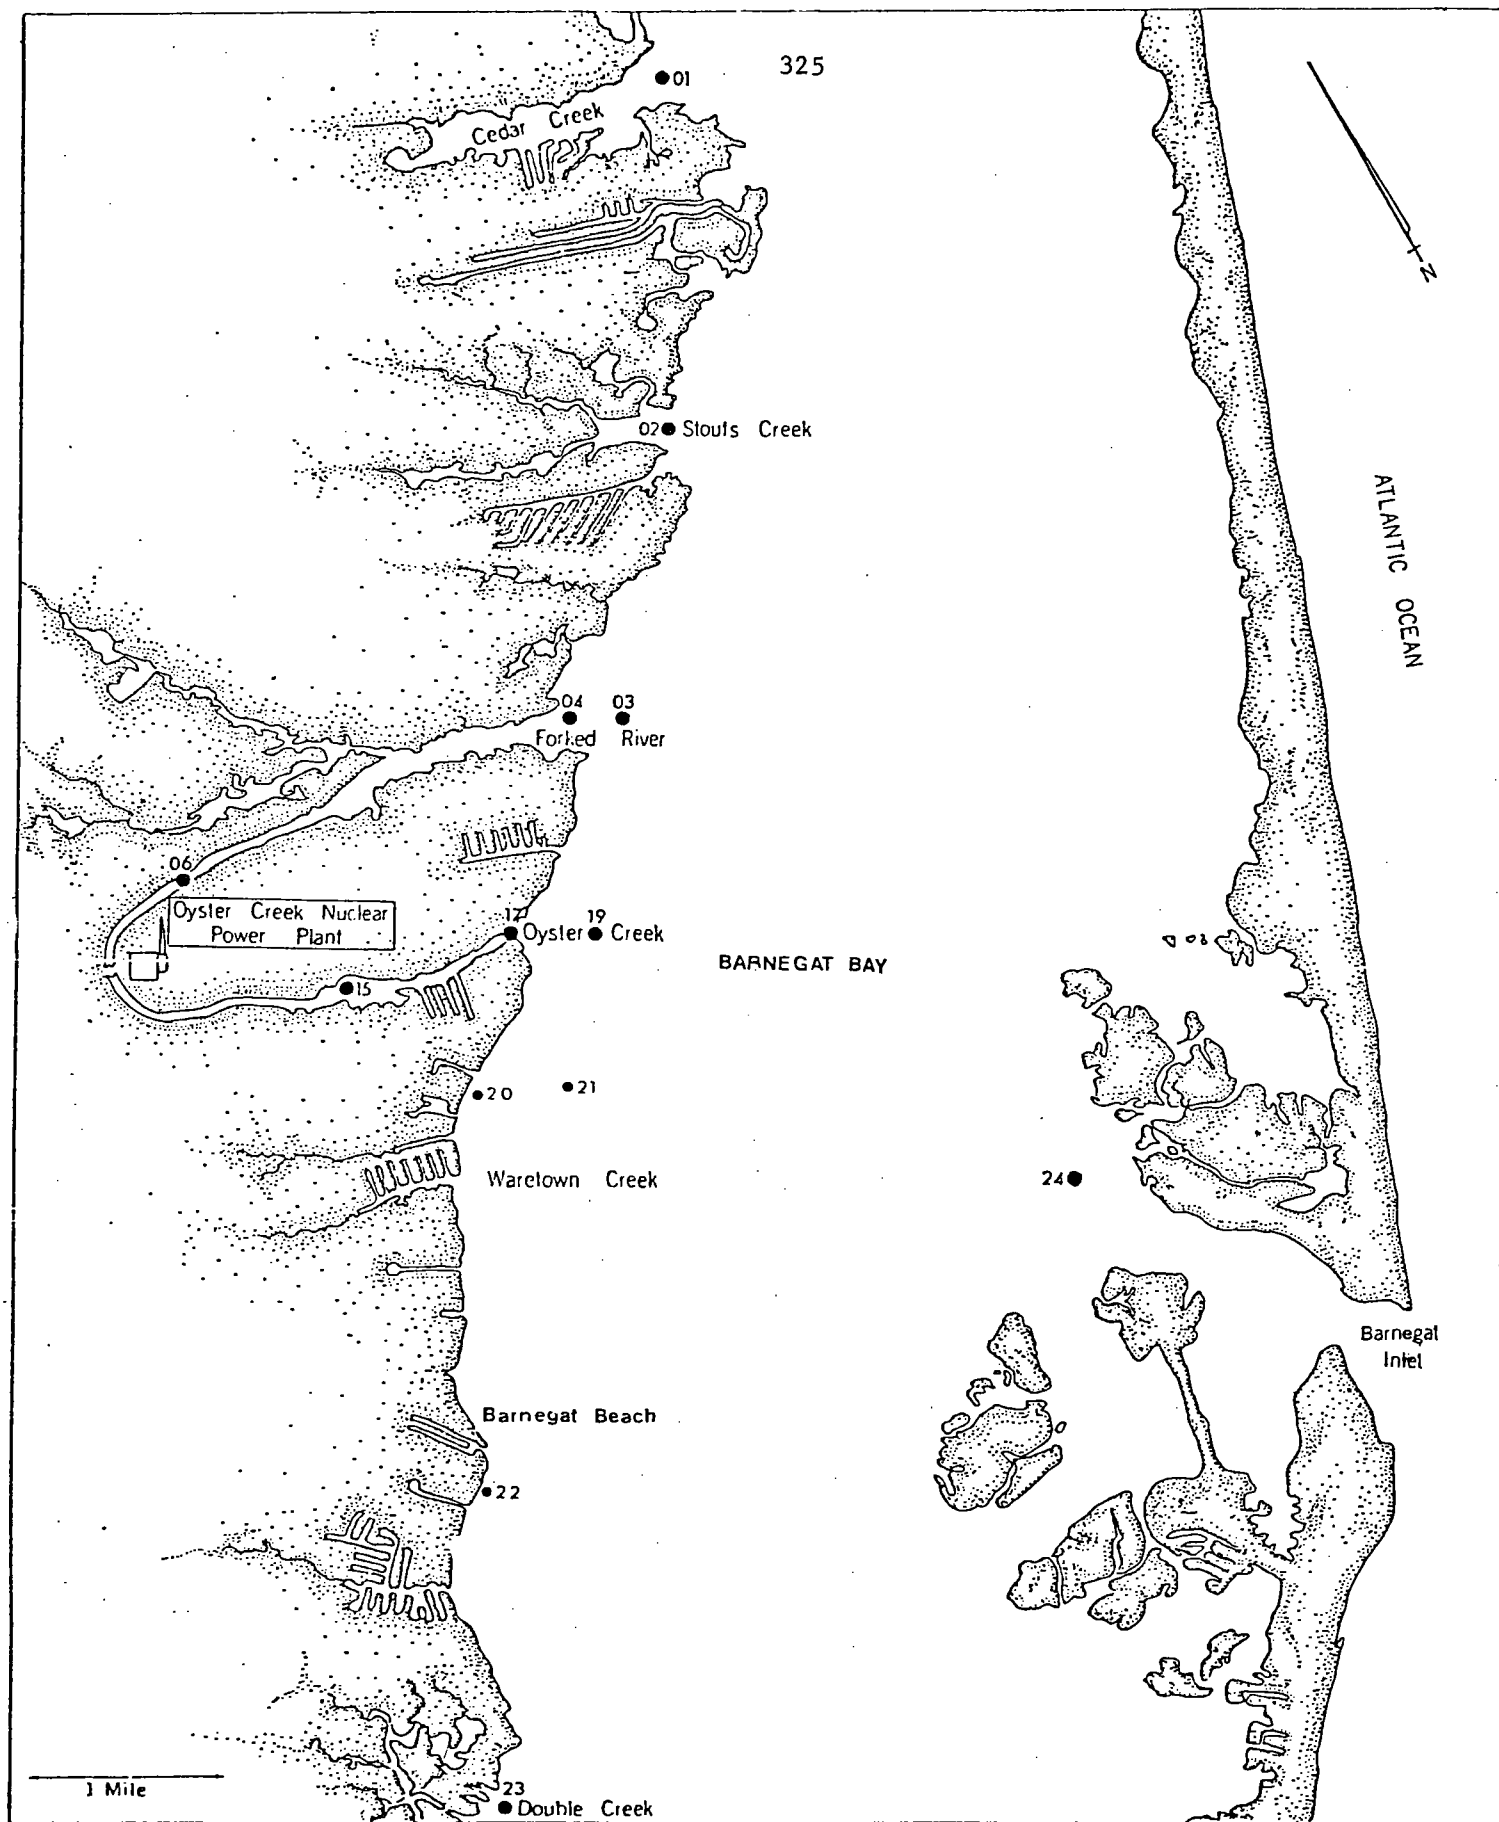 325
01
Cedar Creek
N
02 Stouts Creek
ATLANTIC OCEAN
04 03
Forked River
06
Oyster Creek Nuclear
Power Plant
17 19
Oyster Creek
BARNEGAT BAY
15
20
21
Waretown Creek
24
Barnegat
Inlet
Barnegat Beach
22
1 Mile
23
Double Creek